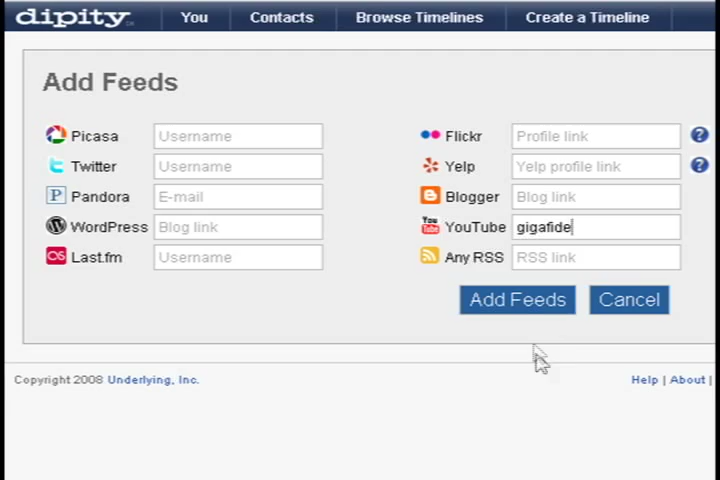 dipity You Contacts Browse Timelines Create a Timeline
Add Feeds
Picasa Username Flickr Profile link ?
Twitter Username Yelp Yelp profile link ?
P Pandora E-mail Blogger Blog link
WordPress Blog link You Tube YouTube gigafide
Last.fm Username Any RSS RSS link
Add Feeds Cancel
Copyright 2008 Underlying, Inc. Help | About |